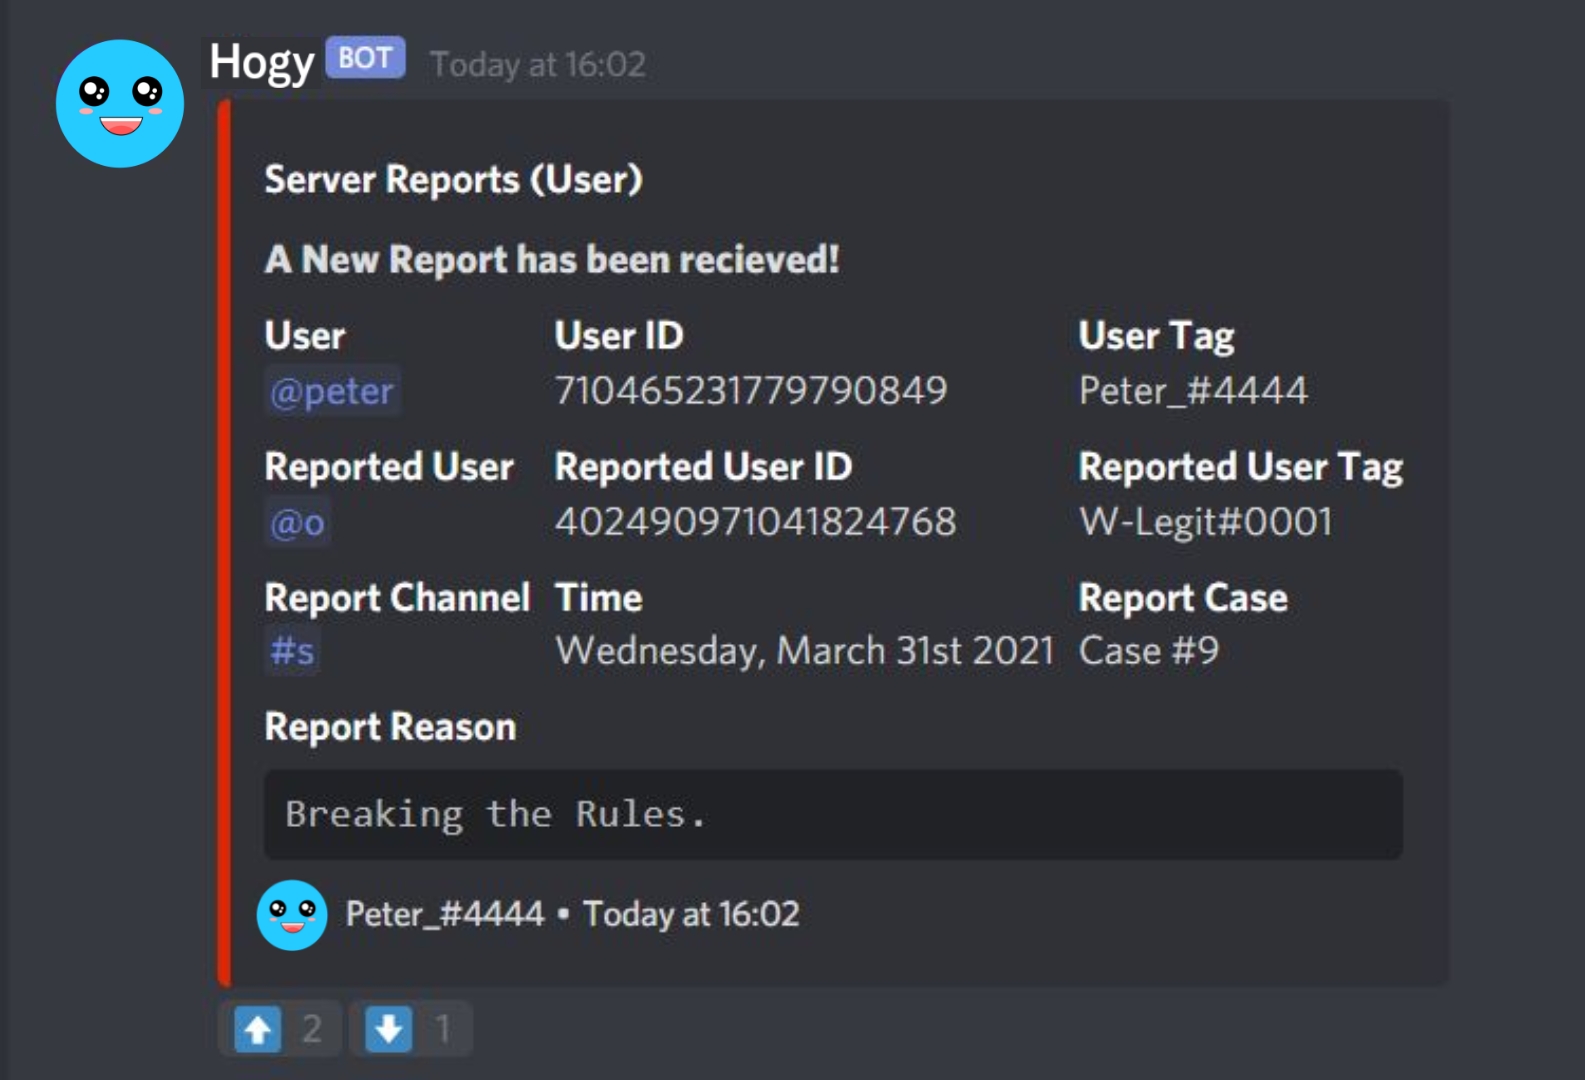 Hogy BOT Today at 16:02
Server Reports (User)
A New Report has been recieved!
User User ID User Tag
@peter 710465231779790849 Peter_#4444
Reported User Reported User ID Reported User Tag
@o 402490971041824768 W-Legit#0001
Report Channel Time Report Case
#s Wednesday, March 31st 2021 Case #9
Report Reason
Breaking the Rules.
Peter_#4444 • Today at 16:02
2 1